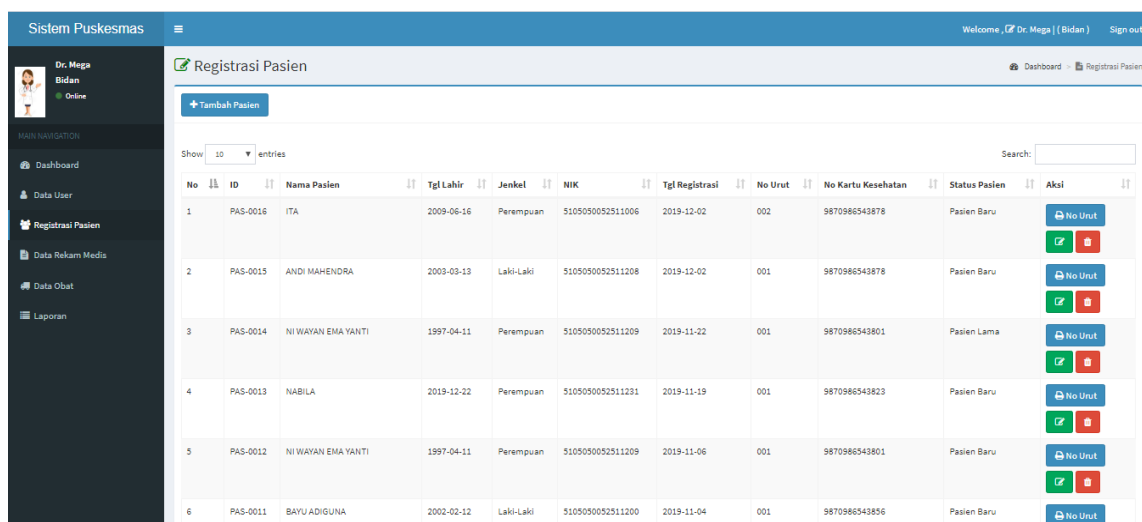 Sistem Puskesmas
Welcome , Dr. Mega | ( Bidan ) Sign out
Dr. Mega
Bidan
Online
Registrasi Pasien
Dashboard > Registrasi Pasien
+ Tambah Pasien
MAIN NAVIGATION
Dashboard
Data User
Registrasi Pasien
Data Rekam Medis
Data Obat
Laporan
Show 10 entries Search:
No ID Nama Pasien Tgl Lahir Jenkel NIK Tgl Registrasi No Urut No Kartu Kesehatan Status Pasien Aksi
1 PAS-0016 ITA 2009-06-16 Perempuan 5105050052511006 2019-12-02 002 9870986543878 Pasien Baru No Urut
2 PAS-0015 ANDI MAHENDRA 2003-03-13 Laki-Laki 5105050052511208 2019-12-02 001 9870986543878 Pasien Baru No Urut
3 PAS-0014 NI WAYAN EMA YANTI 1997-04-11 Perempuan 5105050052511209 2019-11-22 001 9870986543801 Pasien Lama No Urut
4 PAS-0013 NABILA 2019-12-22 Perempuan 5105050052511231 2019-11-19 001 9870986543823 Pasien Baru No Urut
5 PAS-0012 NI WAYAN EMA YANTI 1997-04-11 Perempuan 5105050052511209 2019-11-06 001 9870986543801 Pasien Baru No Urut
6 PAS-0011 BAYU ADIGUNA 2002-02-12 Laki-Laki 5105050052511200 2019-11-04 001 9870986543856 Pasien Baru No Urut